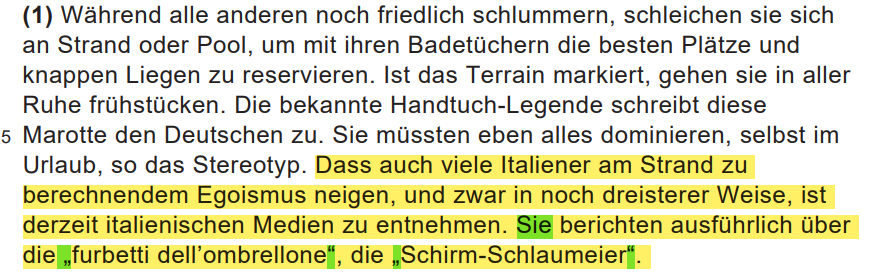 (1) Während alle anderen noch friedlich schlummern, schleichen sie sich
an Strand oder Pool, um mit ihren Badetüchern die besten Plätze und
knappen Liegen zu reservieren. Ist das Terrain markiert, gehen sie in aller
Ruhe frühstücken. Die bekannte Handtuch-Legende schreibt diese
5 Marotte den Deutschen zu. Sie müssten eben alles dominieren, selbst im
Urlaub, so das Stereotyp. Dass auch viele Italiener am Strand zu
berechnendem Egoismus neigen, und zwar in noch dreisterer Weise, ist
derzeit italienischen Medien zu entnehmen. Sie berichten ausführlich über
die „furbetti dell’ombrellone“, die „Schirm-Schlaumeier“.